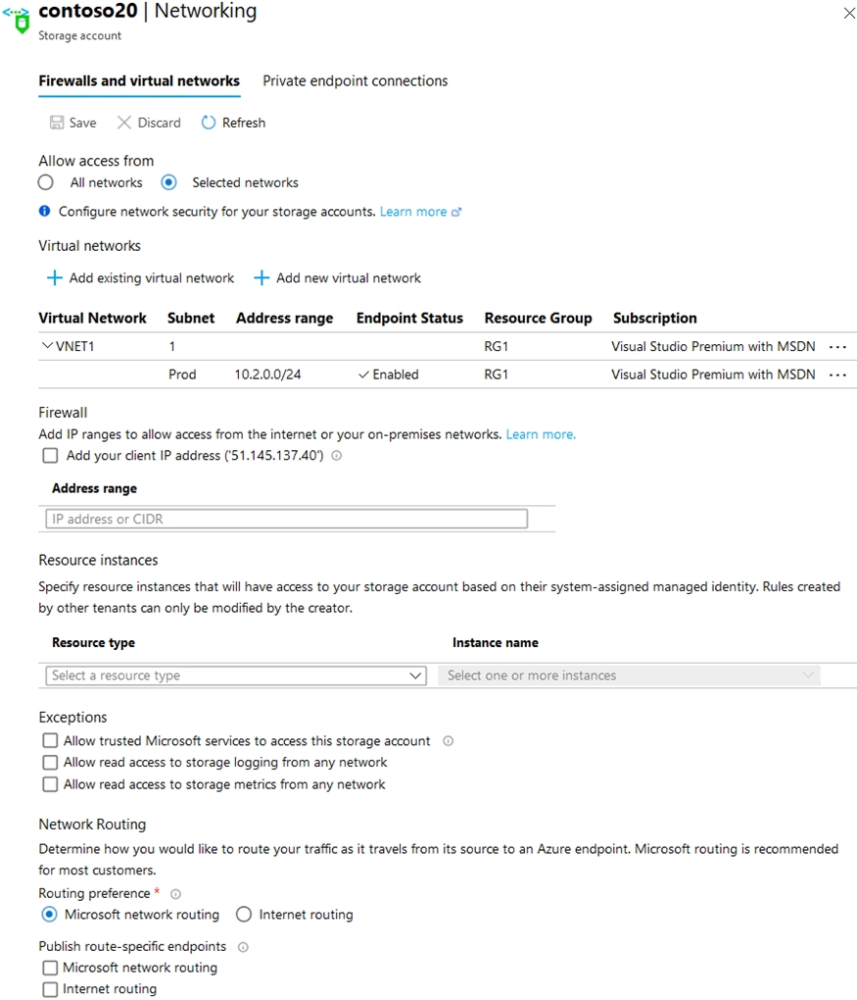 contoso20 | Networking
Storage account
Firewalls and virtual networks Private endpoint connections
Save Discard Refresh
Allow access from
All networks Selected networks
Configure network security for your storage accounts. Learn more
Virtual networks
Add existing virtual network Add new virtual network
Virtual Network Subnet Address range Endpoint Status Resource Group Subscription
VNET1 1 RG1 Visual Studio Premium with MSDN ...
Prod 10.2.0.0/24 Enabled RG1 Visual Studio Premium with MSDN ...
Firewall
Add IP ranges to allow access from the internet or your on-premises networks. Learn more.
Add your client IP address ('51.145.137.40')
Address range
IP address or CIDR
Resource instances
Specify resource instances that will have access to your storage account based on their system-assigned managed identity. Rules created
by other tenants can only be modified by the creator.
Resource type Instance name
Select a resource type Select one or more instances
Exceptions
Allow trusted Microsoft services to access this storage account
Allow read access to storage logging from any network
Allow read access to storage metrics from any network
Network Routing
Determine how you would like to route your traffic as it travels from its source to an Azure endpoint. Microsoft routing is recommended
for most customers.
Routing preference *
Microsoft network routing Internet routing
Publish route-specific endpoints
Microsoft network routing
Internet routing